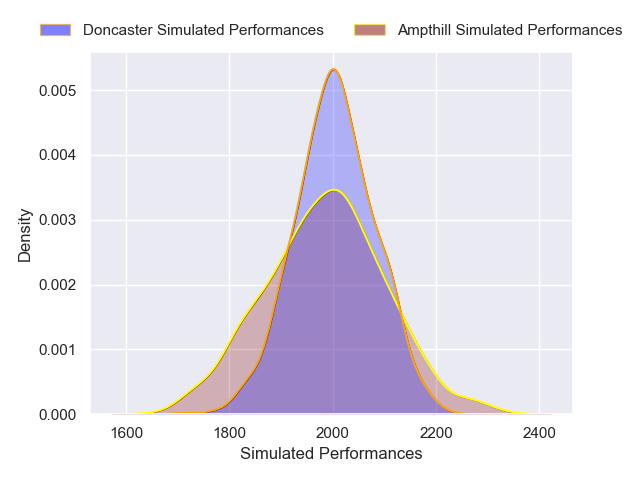 Doncaster Simulated Performances Ampthill Simulated Performances
0.005
0.004
0.003
0.002
0.001
0.000
Density
1600 1800 2000 2200 2400
Simulated Performances